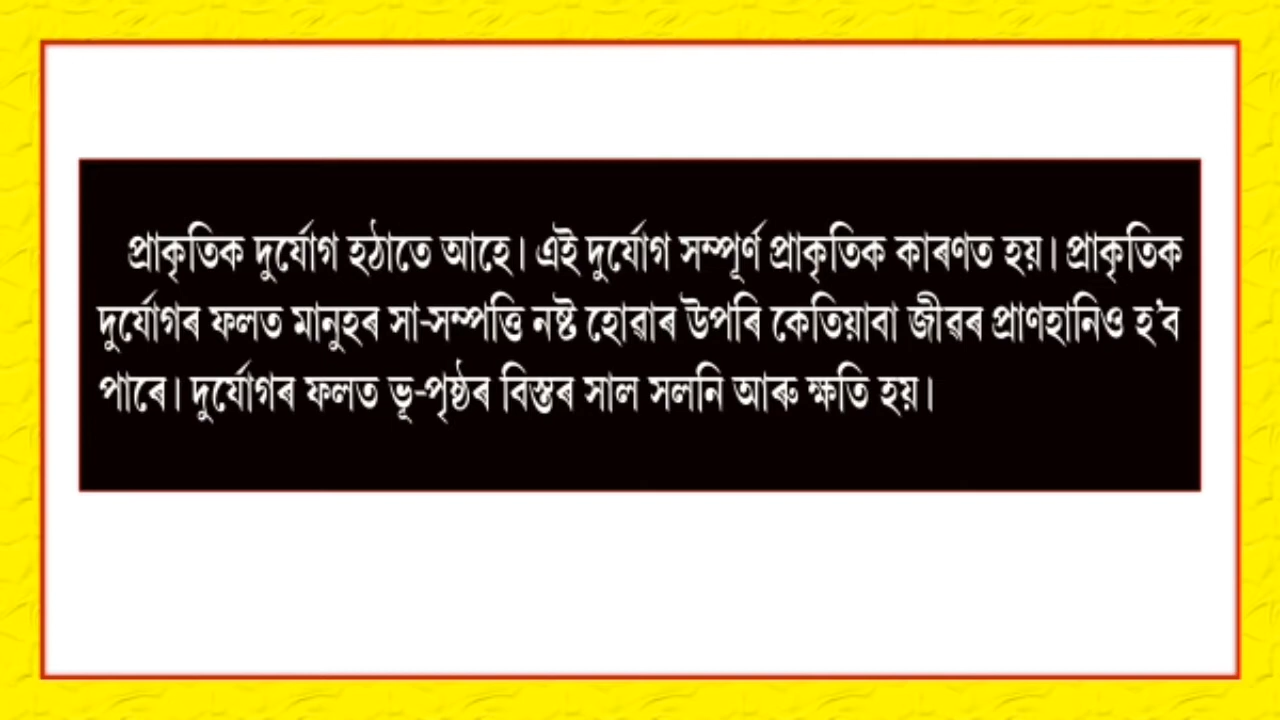 প্ৰাকৃতিক দুৰ্যোগ হঠাতে আহে। এই দুৰ্যোগ সম্পূৰ্ণ প্ৰাকৃতিক কাৰণত হয়। প্ৰাকৃতিক
দুৰ্যোগৰ ফলত মানুহৰ সা-সম্পত্তি নষ্ট হোৱাৰ উপৰি কেতিয়াবা জীৱৰ প্ৰাণহানিও হ'ব
পাৰে। দুৰ্যোগৰ ফলত ভূ-পৃষ্ঠৰ বিস্তৰ সাল সলনি আৰু ক্ষতি হয়।